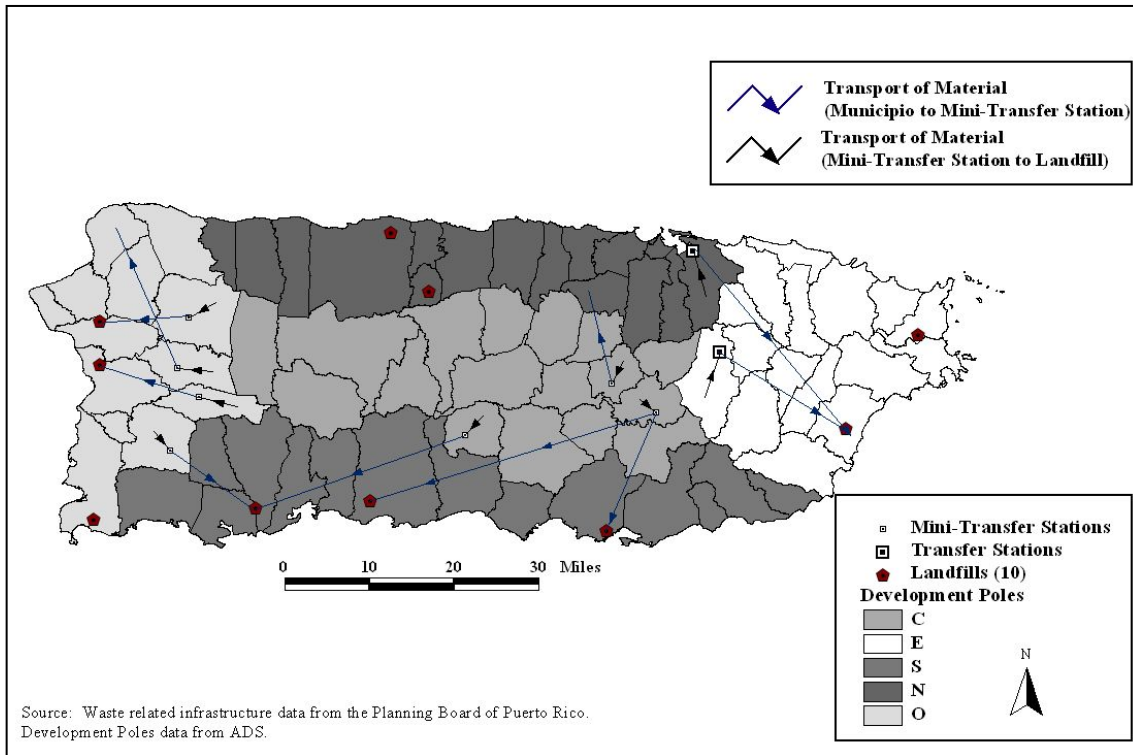 Transport of Material
(Municipio to Mini-Transfer Station)
Transport of Material
(Mini-Transfer Station to Landfill)
0 10 20 30 Miles
Mini-Transfer Stations
Transfer Stations
Landfills (10)
Development Poles
C
E
S
N
O
N
Source: Waste related infrastructure data from the Planning Board of Puerto Rico.
Development Poles data from ADS.